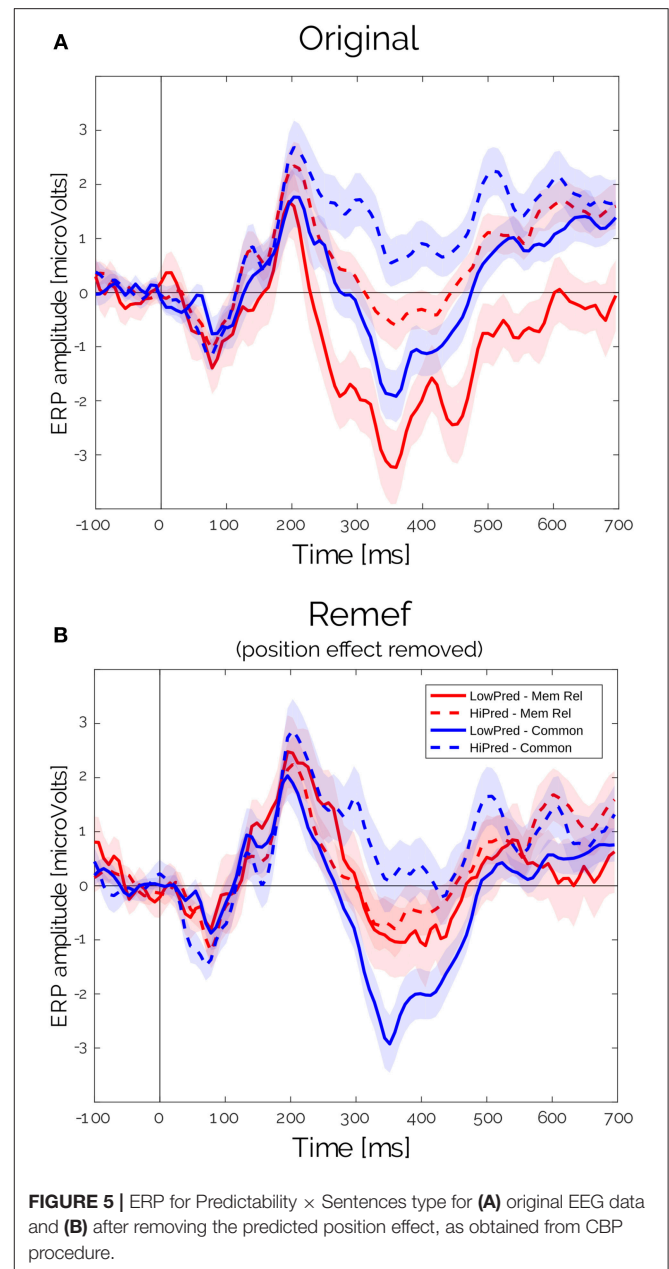 A
Original
ERP amplitude [microVolts]
3
2
1
0
-1
-2
-3
-100 0 100 200 300 400 500 600 700
Time [ms]
B
Remef
(position effect removed)
LowPred - Mem Rel
HiPred - Mem Rel
LowPred - Common
HiPred - Common
ERP amplitude [microVolts]
3
2
1
0
-1
-2
-3
-100 0 100 200 300 400 500 600 700
Time [ms]
FIGURE 5 | ERP for Predictability × Sentences type for (A) original EEG data
and (B) after removing the predicted position effect, as obtained from CBP
procedure.